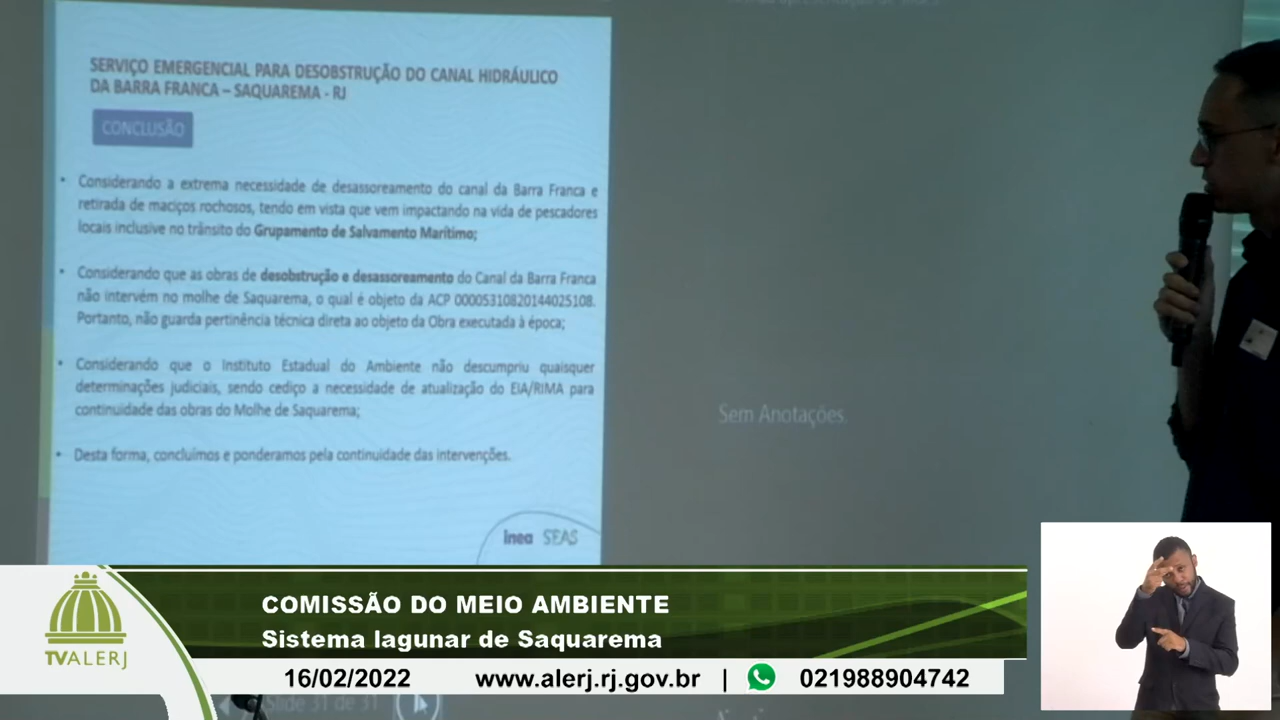 SERVIÇO EMERGENCIAL PARA DESOBSTRUÇÃO DO CANAL HIDRÁULICO
DA BARRA FRANCA – SAQUAREMA - RJ
CONCLUSÃO
• Considerando a extrema necessidade de desassoreamento do canal da Barra Franca e
retirada de maciços rochosos, tendo em vista que vem impactando na vida de pescadores
locais inclusive no trânsito do Grupamento de Salvamento Marítimo;
• Considerando que as obras de desobstrução e desassoreamento do Canal da Barra Franca
não intervém no molhe de Saquarema, o qual é objeto da ACP 00005310820144025108.
Portanto, não guarda pertinência técnica direta ao objeto da Obra executada à época;
• Considerando que o Instituto Estadual do Ambiente não descumpriu quaisquer
determinações judiciais, sendo cediço a necessidade de atualização do EIA/RIMA para
continuidade das obras do Molhe de Saquarema;
• Desta forma, concluímos e ponderamos pela continuidade das intervenções.
inea SEAS
Sem Anotações.
TVALERJ
COMISSÃO DO MEIO AMBIENTE
Sistema lagunar de Saquarema
16/02/2022 www.alerj.rj.gov.br | 021988904742
Slide 31 de 31